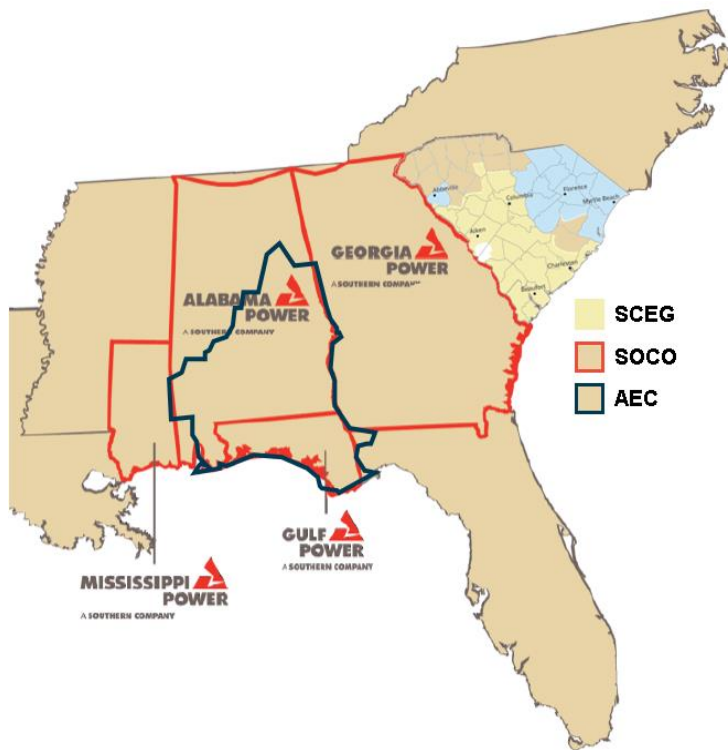 Abbeville
Columbia
Florence
Myrtle Beach
Aiken
Charleston
Beaufort
GEORGIA
POWER
A SOUTHERN COMPANY
ALABAMA
POWER
A SOUTHERN COMPANY
SCEG
SOCO
AEC
GULF
POWER
A SOUTHERN COMPANY
MISSISSIPPI
POWER
A SOUTHERN COMPANY